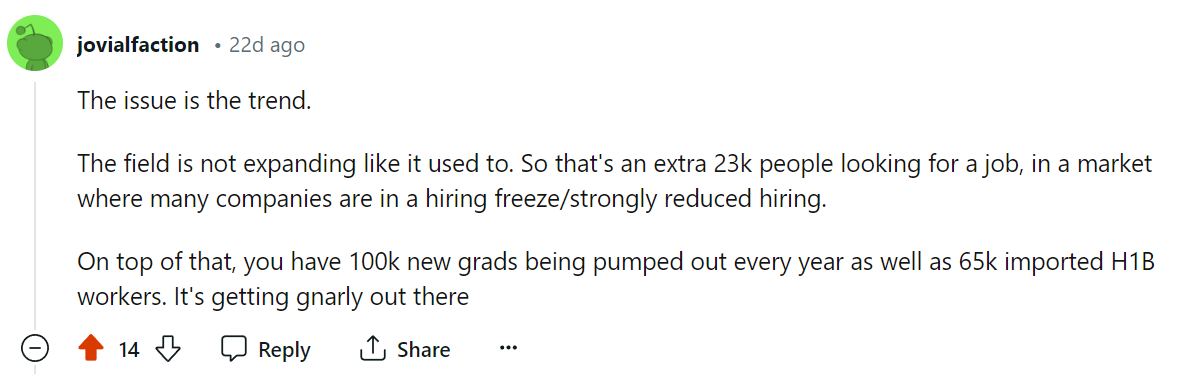 jovialfaction • 22d ago
The issue is the trend.
The field is not expanding like it used to. So that's an extra 23k people looking for a job, in a market
where many companies are in a hiring freeze/strongly reduced hiring.
On top of that, you have 100k new grads being pumped out every year as well as 65k imported H1B
workers. It's getting gnarly out there
14 Reply Share ...